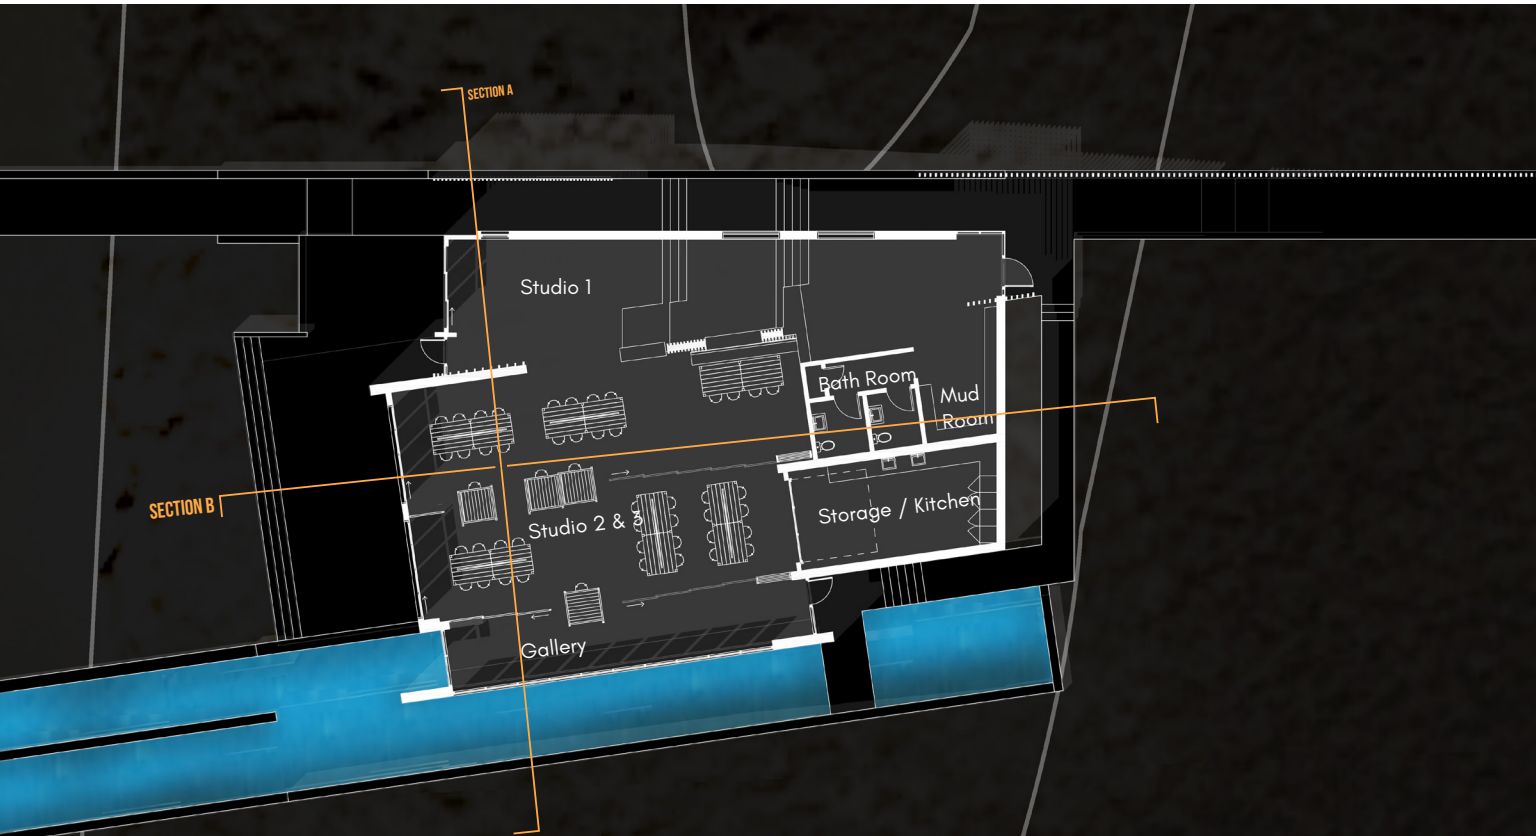 SECTION A
Studio 1
Bath Room
Mud
Room
SECTION B
Studio 2 & 3
Storage / Kitchen
Gallery